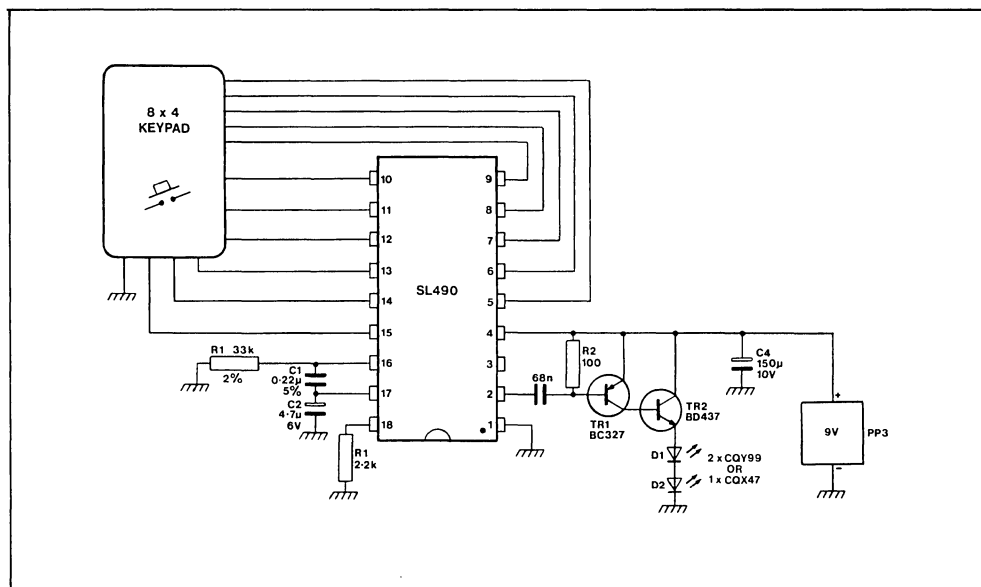 8 x 4
KEYPAD
SL490
10
11
12
13
14
15
16
17
18
9
8
7
6
5
4
3
2
1
R1 33k
2%
C1
0·22µ
5%
C2
4·7µ
6V
R1
2·2k
68n
R2
100
TR1
BC327
TR2
BD437
D1
D2
2 x CQY99
OR
1 x CQX47
C4
150µ
10V
+
9V
−
PP3